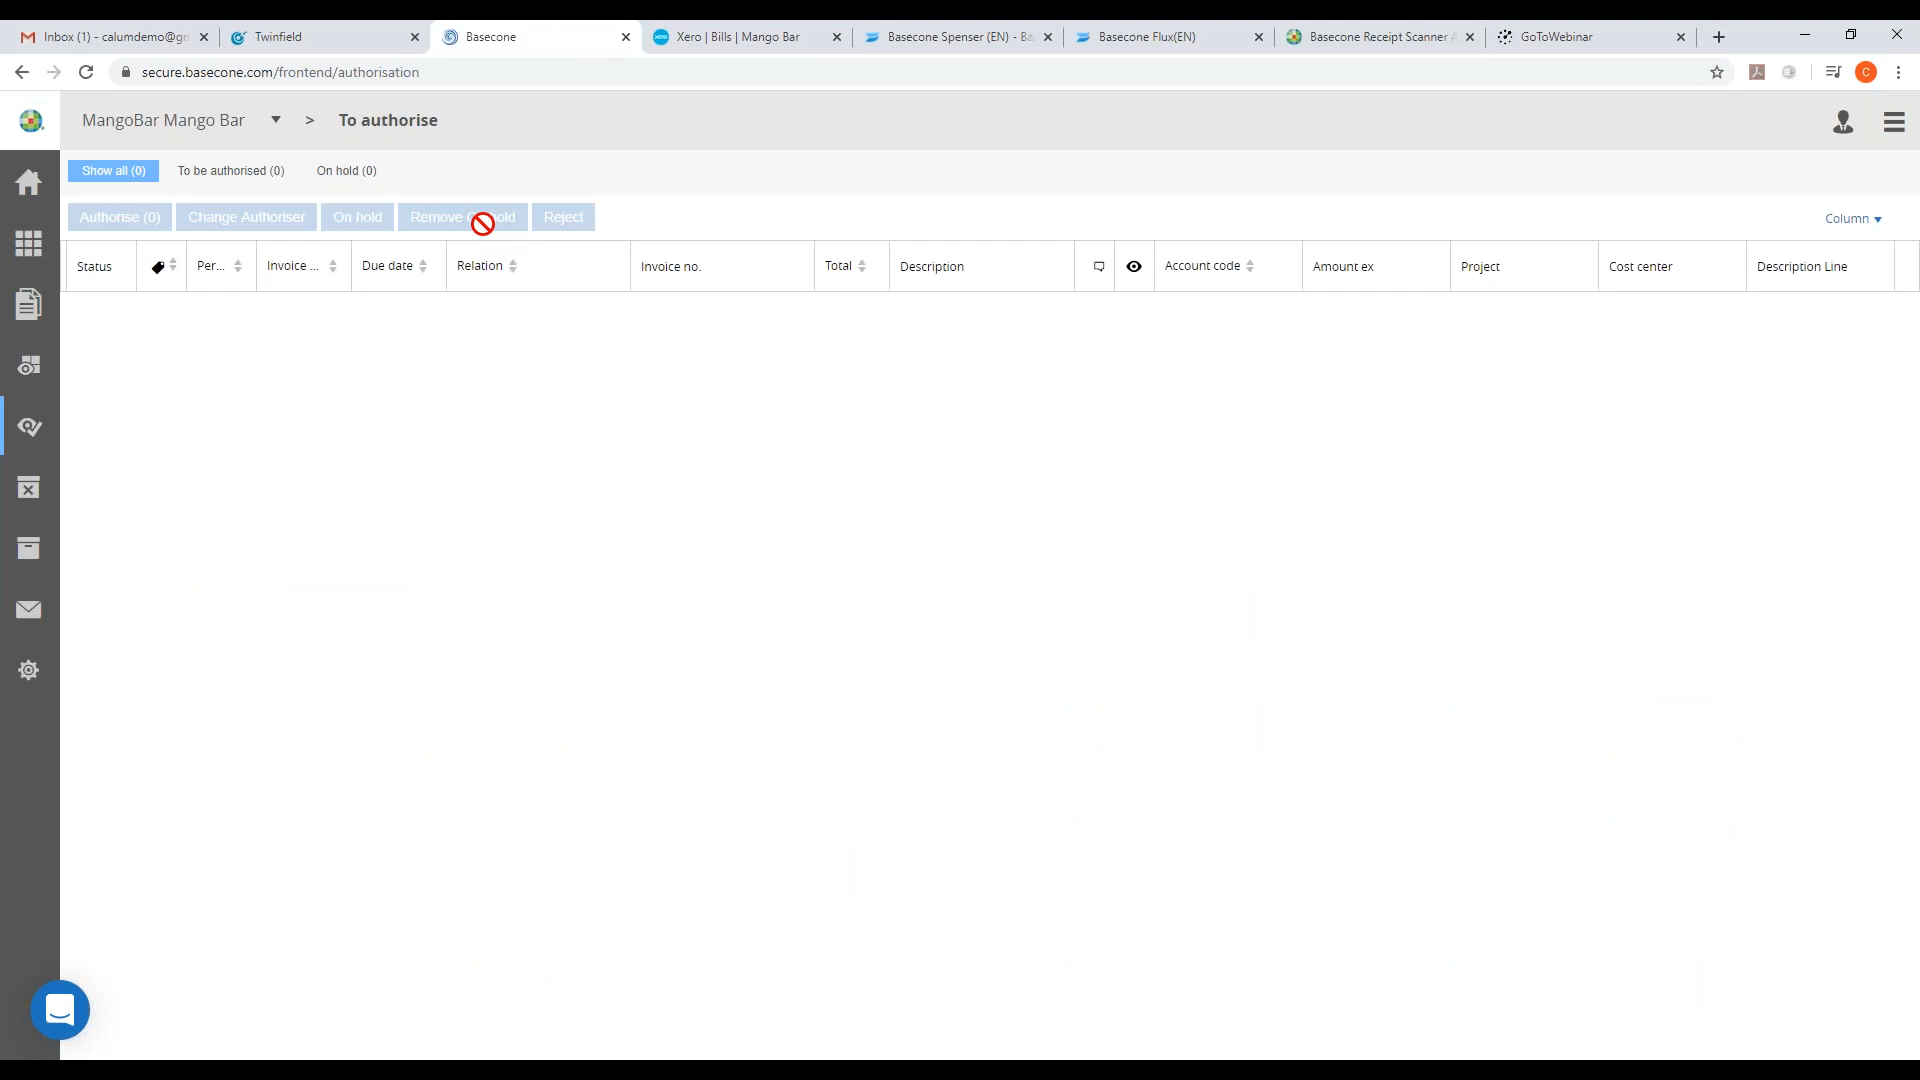 Inbox (1) - calumdemo@gm
Twinfield
Basecone
Xero | Bills | Mango Bar
Basecone Spenser (EN) - Ba
Basecone Flux(EN)
Basecone Receipt Scanner A
GoToWebinar
secure.basecone.com/frontend/authorisation
C
MangoBar Mango Bar > To authorise
Show all (0) To be authorised (0) On hold (0)
Authorise (0) Change Authoriser On hold Remove hold Reject Column
Status Per... Invoice ... Due date Relation Invoice no. Total Description Account code Amount ex Project Cost center Description Line